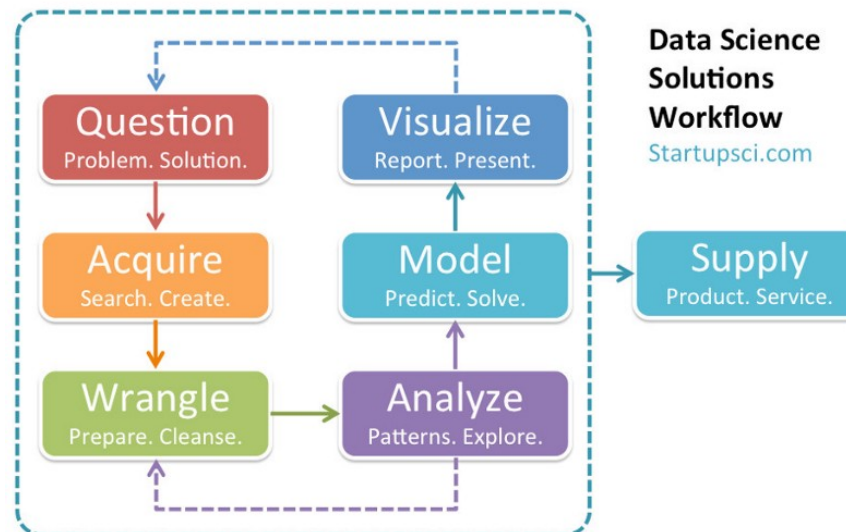 Data Science
Solutions
Workflow
Startupsci.com
Question
Problem. Solution.
Acquire
Search. Create.
Wrangle
Prepare. Cleanse.
Analyze
Patterns. Explore.
Model
Predict. Solve.
Visualize
Report. Present.
Supply
Product. Service.